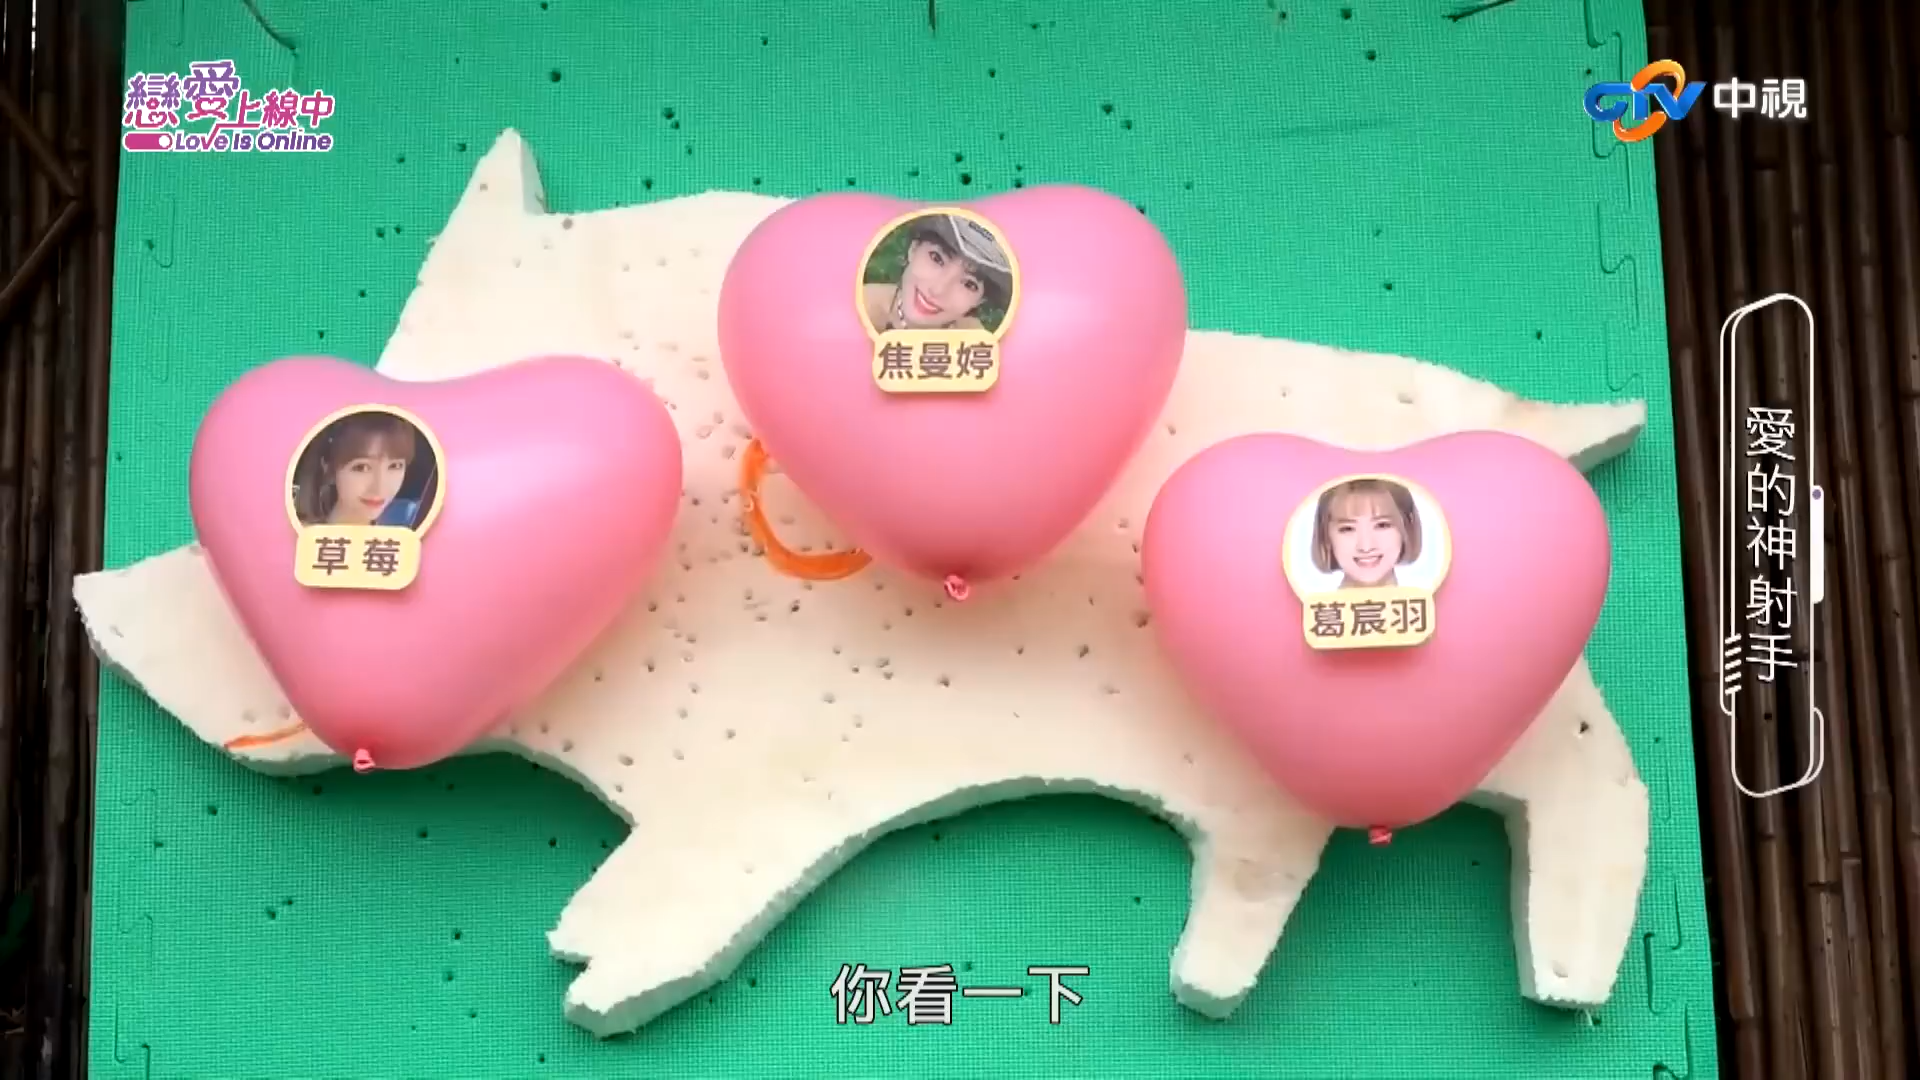 戀愛上線中
Love is Online
CTV 中視
焦曼婷
草莓
葛宸羽
愛的神射手
你看一下